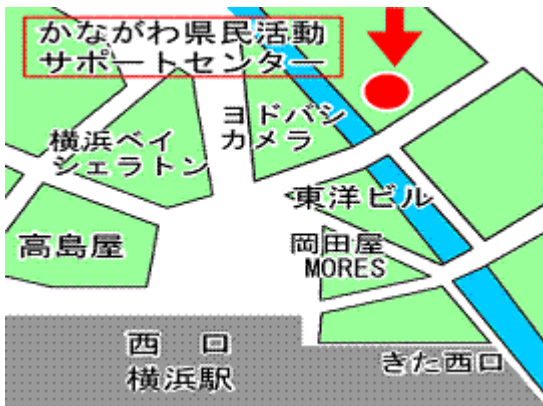 かながわ県民活動
サポートセンター
ヨドバシ
カメラ
横浜ベイ
シェラトン
東洋ビル
高島屋
岡田屋
MORES
西 口
横浜駅
きた西口